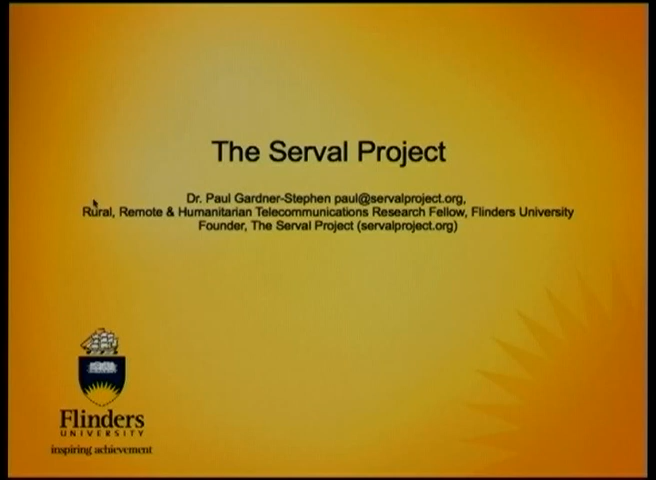 The Serval Project
Dr. Paul Gardner-Stephen paul@servalproject.org,
Rural, Remote & Humanitarian Telecommunications Research Fellow, Flinders University
Founder, The Serval Project (servalproject.org)
Flinders
UNIVERSITY
inspiring achievement